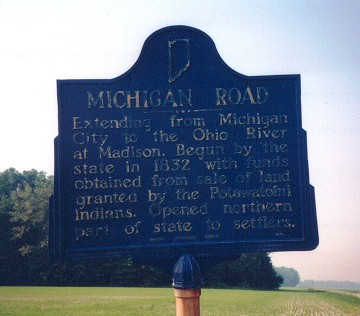 MICHIGAN ROAD
Extending from Michigan
City to the Ohio River
at Madison. Begun by the
state in 1832 with funds
obtained from sale of land
granted by the Potawatomi
Indians. Opened northern
part of state to settlers.